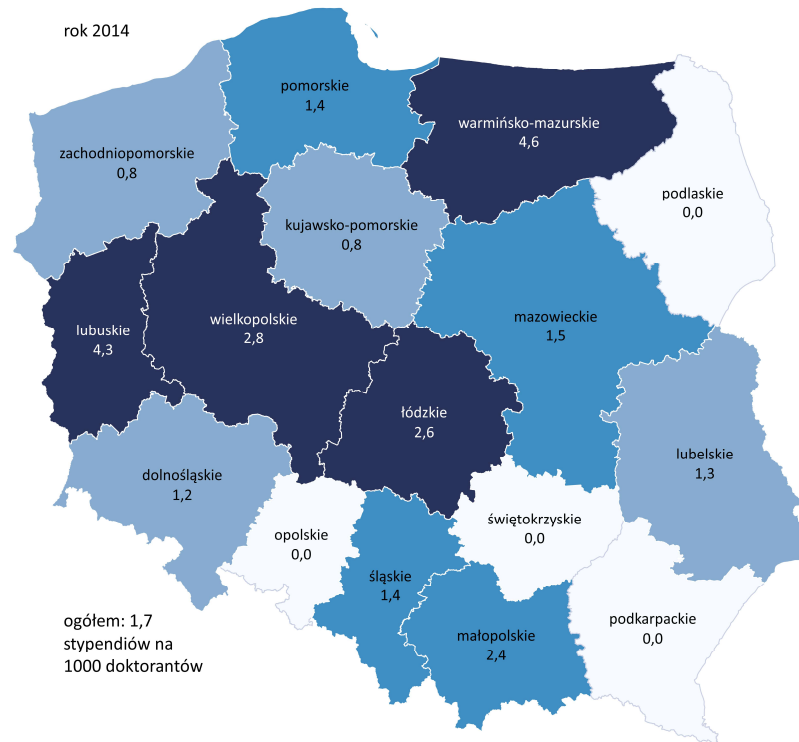 rok 2014
pomorskie
1,4
warmińsko-mazurskie
4,6
zachodniopomorskie
0,8
podlaskie
0,0
kujawsko-pomorskie
0,8
lubuskie
4,3
wielkopolskie
2,8
mazowieckie
1,5
łódzkie
2,6
lubelskie
1,3
dolnośląskie
1,2
opolskie
0,0
świętokrzyskie
0,0
śląskie
1,4
małopolskie
2,4
podkarpackie
0,0
ogółem: 1,7
stypendiów na
1000 doktorantów